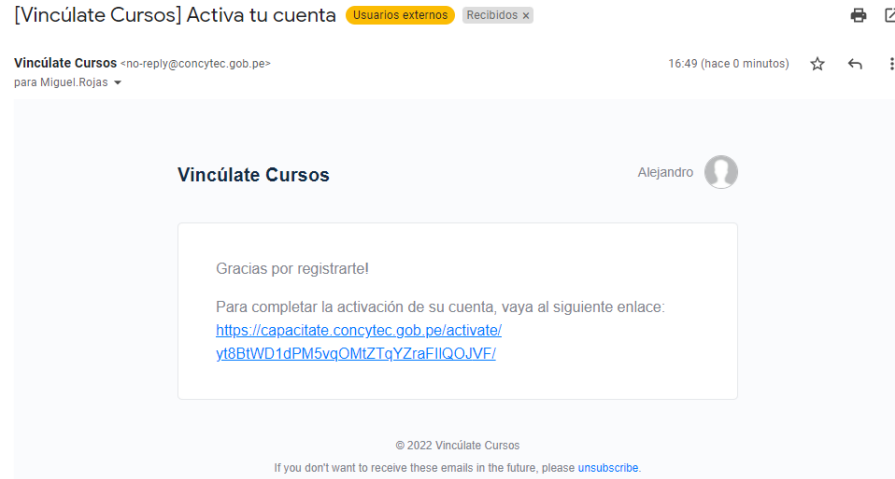 [Vincúlate Cursos] Activa tu cuenta Usuarios externos Recibidos x
Vincúlate Cursos <no-reply@concytec.gob.pe> 16:49 (hace 0 minutos)
para Miguel.Rojas
Vincúlate Cursos Alejandro
Gracias por registrarte!
Para completar la activación de su cuenta, vaya al siguiente enlace:
https://capacitate.concytec.gob.pe/activate/
yt8BtWD1dPM5vqOMtZTqYZraFIIQOJVF/
© 2022 Vincúlate Cursos
If you don't want to receive these emails in the future, please unsubscribe.